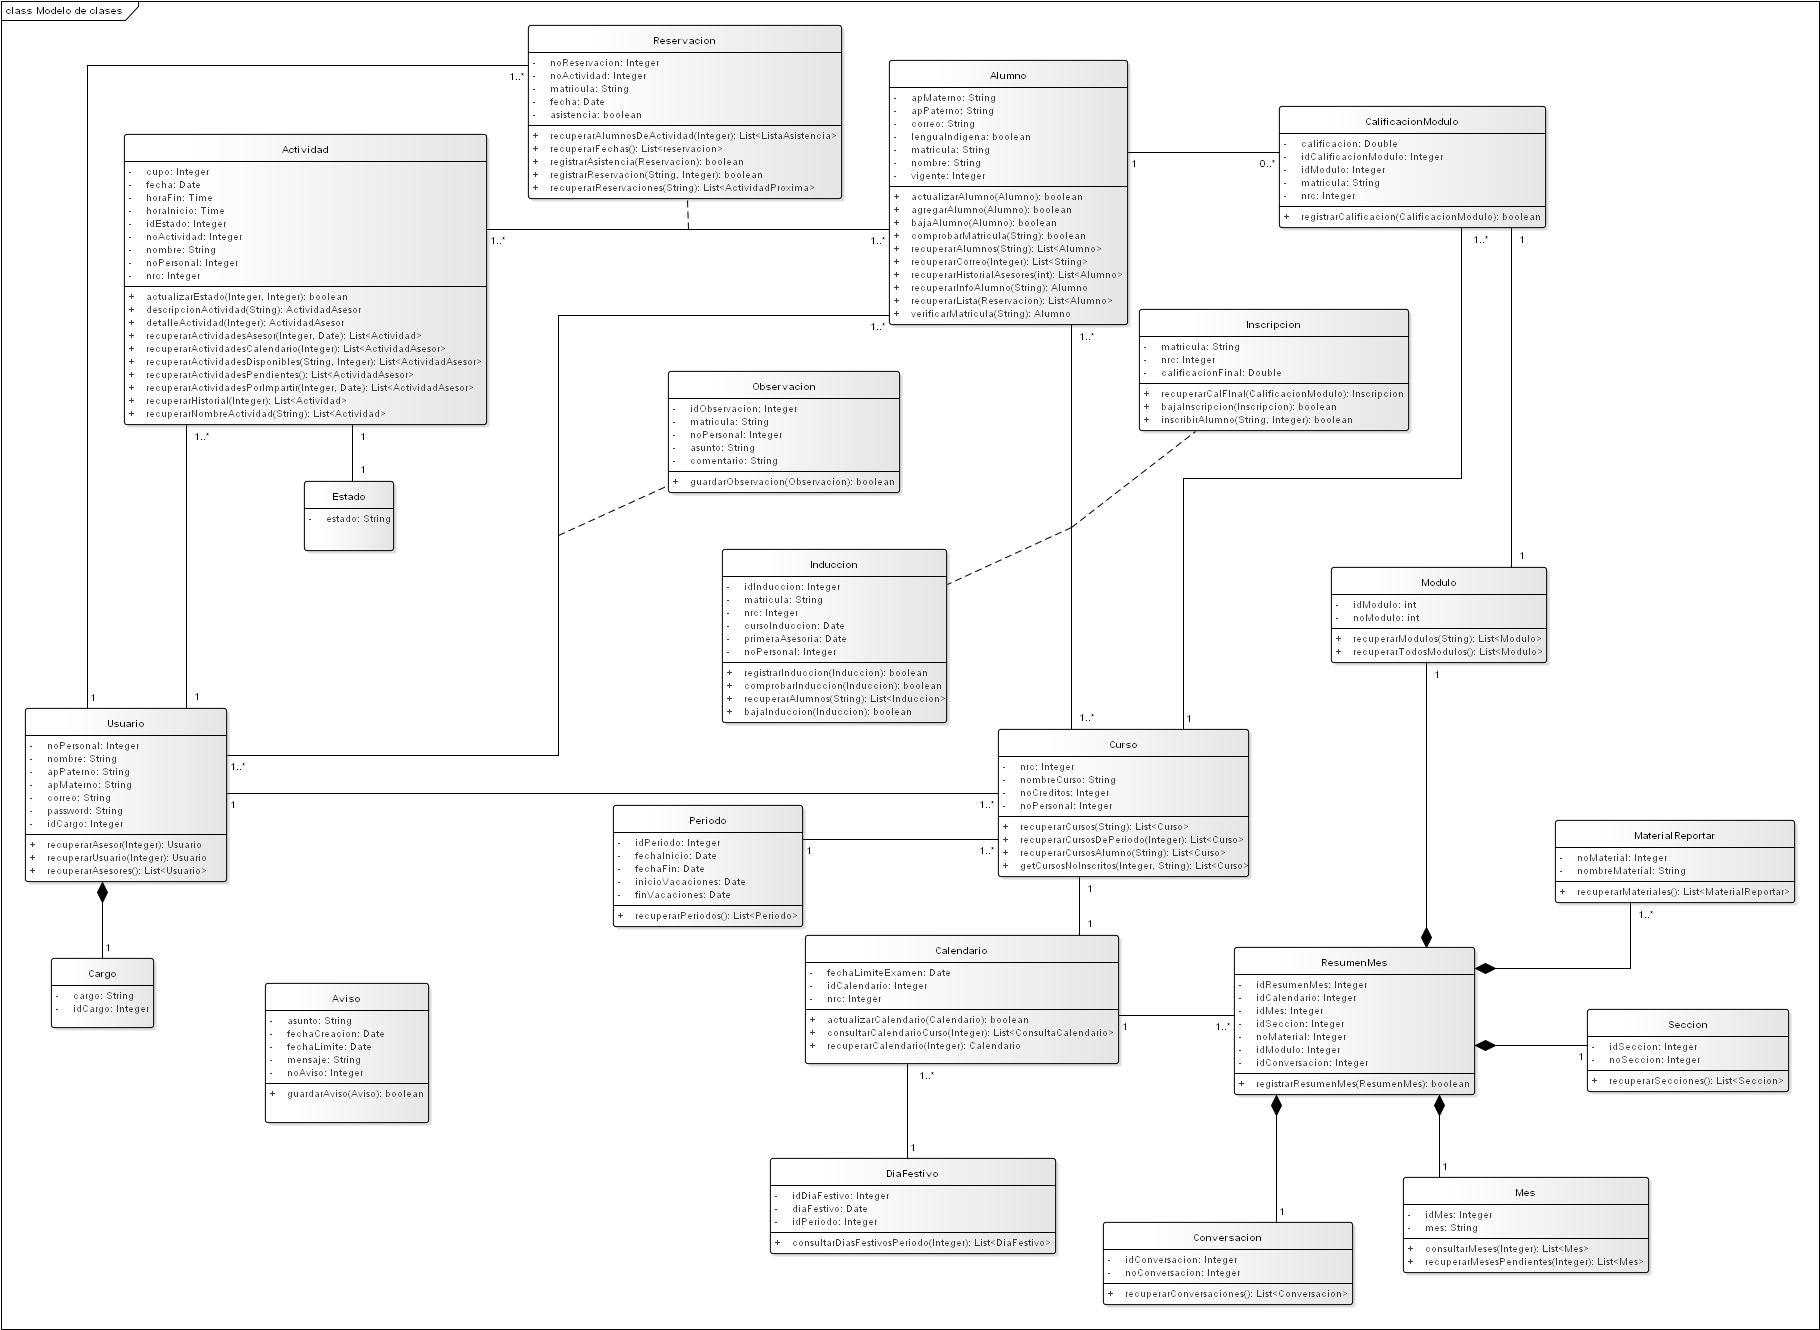 class Modelo de clases
Reservacion
- noReservacion: Integer
- noActividad: Integer
- matricula: String
- fecha: Date
- asistencia: boolean
+ recuperarAlumnosDeActividad(Integer): List<ListaAsistencia>
+ recuperarFechas(): List<reservacion>
+ registrarAsistencia(Reservacion): boolean
+ registrarReservacion(String, Integer): boolean
+ recuperarReservaciones(String): List<ActividadProxima>
1..*
Alumno
- apMaterno: String
- apPaterno: String
- correo: String
- lenguaIndigena: boolean
- matricula: String
- nombre: String
- vigente: Integer
+ actualizarAlumno(Alumno): boolean
+ agregarAlumno(Alumno): boolean
+ bajaAlumno(Alumno): boolean
+ comprobarMatricula(String): boolean
+ recuperarAlumnos(String): List<Alumno>
+ recuperarCorreo(Integer): List<String>
+ recuperarHistorialAsesores(int): List<Alumno>
+ recuperarInfoAlumno(String): Alumno
+ recuperarLista(Reservacion): List<Alumno>
+ verificarMatricula(String): Alumno
1
0..*
CalificacionModulo
- calificacion: Double
- idCalificacionModulo: Integer
- idModulo: Integer
- matricula: String
- nrc: Integer
+ registrarCalificacion(CalificacionModulo): boolean
1..*
1
Actividad
- cupo: Integer
- fecha: Date
- horaFin: Time
- horaInicio: Time
- idEstado: Integer
- noActividad: Integer
- nombre: String
- noPersonal: Integer
- nrc: Integer
+ actualizarEstado(Integer, Integer): boolean
+ descripcionActividad(String): ActividadAsesor
+ detalleActividad(Integer): ActividadAsesor
+ recuperarActividadesAsesor(Integer, Date): List<Actividad>
+ recuperarActividadesCalendario(Integer): List<ActividadAsesor>
+ recuperarActividadesDisponibles(String, Integer): List<ActividadAsesor>
+ recuperarActividadesPendientes(): List<ActividadAsesor>
+ recuperarActividadesPorImpartir(Integer, Date): List<ActividadAsesor>
+ recuperarHistorial(Integer): List<Actividad>
+ recuperarNombreActividad(String): List<Actividad>
1..*
1..*
1..*
1..*
1..*
1
1
Estado
- estado: String
Inscripcion
- matricula: String
- nrc: Integer
- calificacionFinal: Double
+ recuperarCalFInal(CalificacionModulo): Inscripcion
+ bajaInscripcion(Inscripcion): boolean
+ inscribirAlumno(String, Integer): boolean
Observacion
- idObservacion: Integer
- matricula: String
- noPersonal: Integer
- asunto: String
- comentario: String
+ guardarObservacion(Observacion): boolean
Induccion
- idInduccion: Integer
- matricula: String
- nrc: Integer
- cursoInduccion: Date
- primeraAsesoria: Date
- noPersonal: Integer
+ registrarInduccion(Induccion): boolean
+ comprobarInduccion(Induccion): boolean
+ recuperarAlumnos(String): List<Induccion>
+ bajaInduccion(Induccion): boolean
1
Modulo
- idModulo: int
- noModulo: int
+ recuperarModulos(String): List<Modulo>
+ recuperarTodosModulos(): List<Modulo>
1
1
1
Usuario
- noPersonal: Integer
- nombre: String
- apPaterno: String
- apMaterno: String
- correo: String
- password: String
- idCargo: Integer
+ recuperarAsesor(Integer): Usuario
+ recuperarUsuario(Integer): Usuario
+ recuperarAsesores(): List<Usuario>
1..*
1
1..*
1
Curso
- nrc: Integer
- nombreCurso: String
- noCreditos: Integer
- noPersonal: Integer
+ recuperarCursos(String): List<Curso>
+ recuperarCursosDePeriodo(Integer): List<Curso>
+ recuperarCursosAlumno(String): List<Curso>
+ getCursosNoInscritos(Integer, String): List<Curso>
1..*
1..*
Periodo
- idPeriodo: Integer
- fechaInicio: Date
- fechaFin: Date
- inicioVacaciones: Date
- finVacaciones: Date
+ recuperarPeriodos(): List<Periodo>
1
1
1
MaterialReportar
- noMaterial: Integer
- nombreMaterial: String
+ recuperarMateriales(): List<MaterialReportar>
1..*
1
Cargo
- cargo: String
- idCargo: Integer
Aviso
- asunto: String
- fechaCreacion: Date
- fechaLimite: Date
- mensaje: String
- noAviso: Integer
+ guardarAviso(Aviso): boolean
Calendario
- fechaLimiteExamen: Date
- idCalendario: Integer
- nrc: Integer
+ actualizarCalendario(Calendario): boolean
+ consultarCalendarioCurso(Integer): List<ConsultaCalendario>
+ recuperarCalendario(Integer): Calendario
1
1..*
ResumenMes
- idResumenMes: Integer
- idCalendario: Integer
- idMes: Integer
- idSeccion: Integer
- noMaterial: Integer
- idModulo: Integer
- idConversacion: Integer
+ registrarResumenMes(ResumenMes): boolean
1
Seccion
- idSeccion: Integer
- noSeccion: Integer
+ recuperarSecciones(): List<Seccion>
1..*
1
DiaFestivo
- idDiaFestivo: Integer
- diaFestivo: Date
- idPeriodo: Integer
+ consultarDiasFestivosPeriodo(Integer): List<DiaFestivo>
1
Mes
- idMes: Integer
- mes: String
+ consultarMeses(Integer): List<Mes>
+ recuperarMesesPendientes(Integer): List<Mes>
1
Conversacion
- idConversacion: Integer
- noConversacion: Integer
+ recuperarConversaciones(): List<Conversacion>